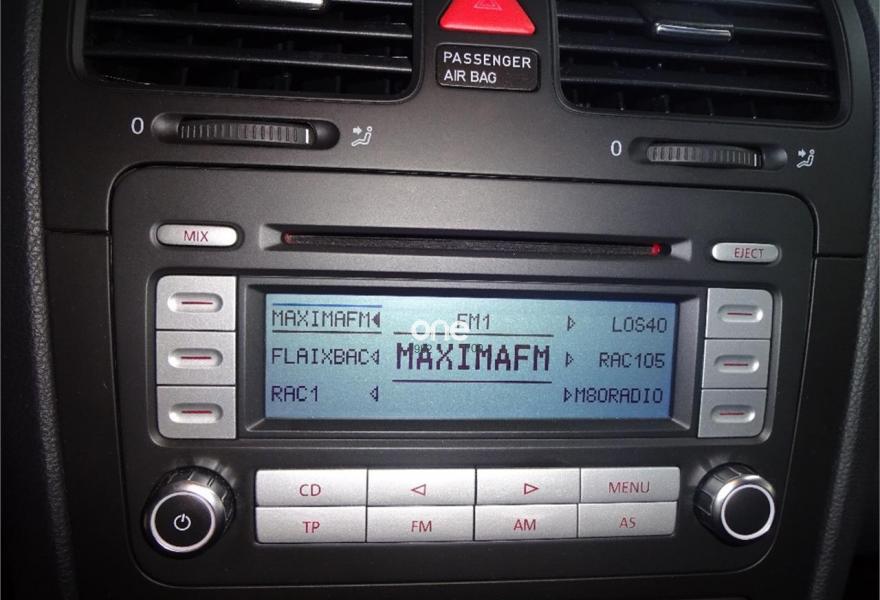 PASSENGER
AIR BAG
0
0
MIX
EJECT
MAXIMAFM
FM1
LOS40
one
FLAIXBAC
MAXIMAFM
RAC105
RAC1
M80RADIO
CD
MENU
TP
FM
AM
AS